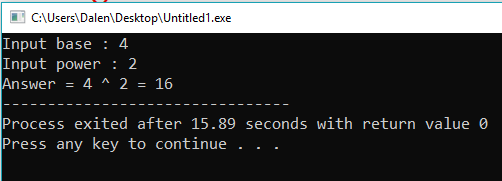 C:\Users\Dalen\Desktop\Untitled1.exe
Input base : 4
Input power : 2
Answer = 4 ^ 2 = 16
--------------------------------
Process exited after 15.89 seconds with return value 0
Press any key to continue . . .